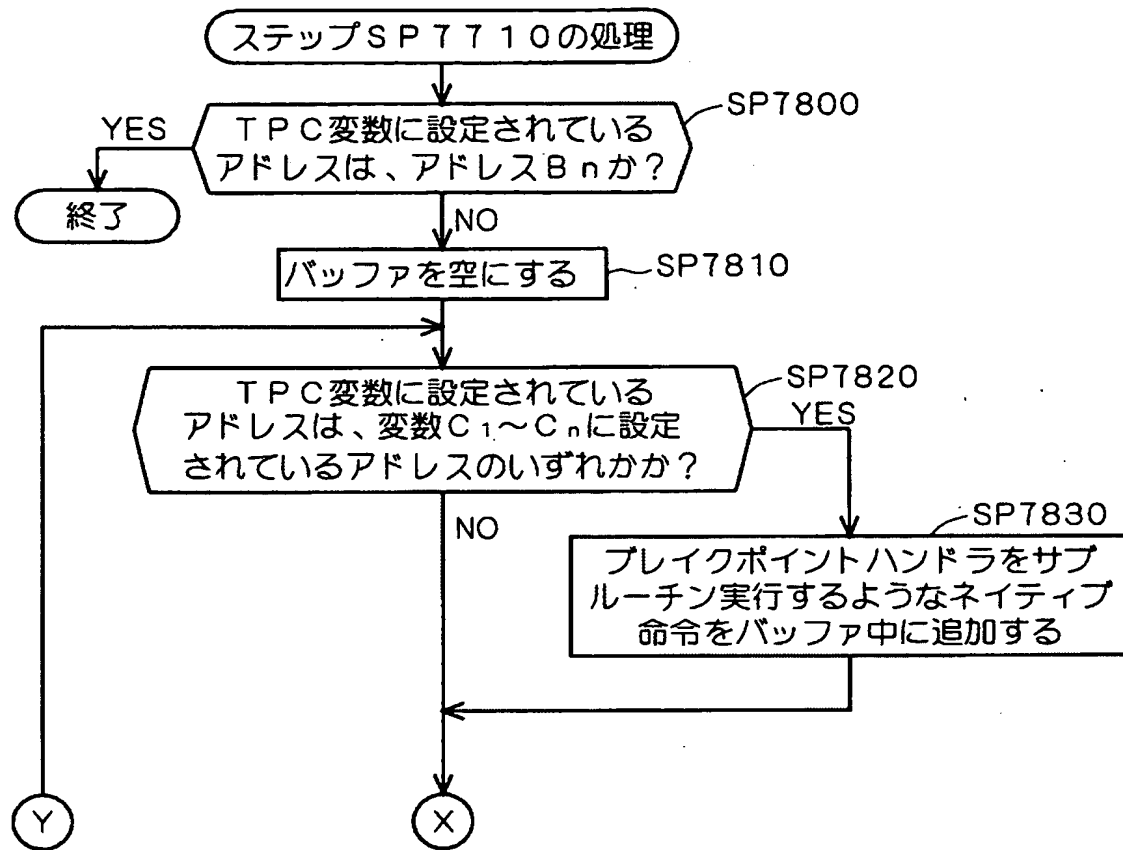 ステップSP7710の処理
SP7800
YES
TPC変数に設定されている
アドレスは、アドレスBnか?
終了
NO
バッファを空にする
SP7810
SP7820
TPC変数に設定されている
アドレスは、変数C₁~Cₙに設定
されているアドレスのいずれかか?
YES
NO
SP7830
ブレイクポイントハンドラをサブ
ルーチン実行するようなネイティブ
命令をバッファ中に追加する
Y
X